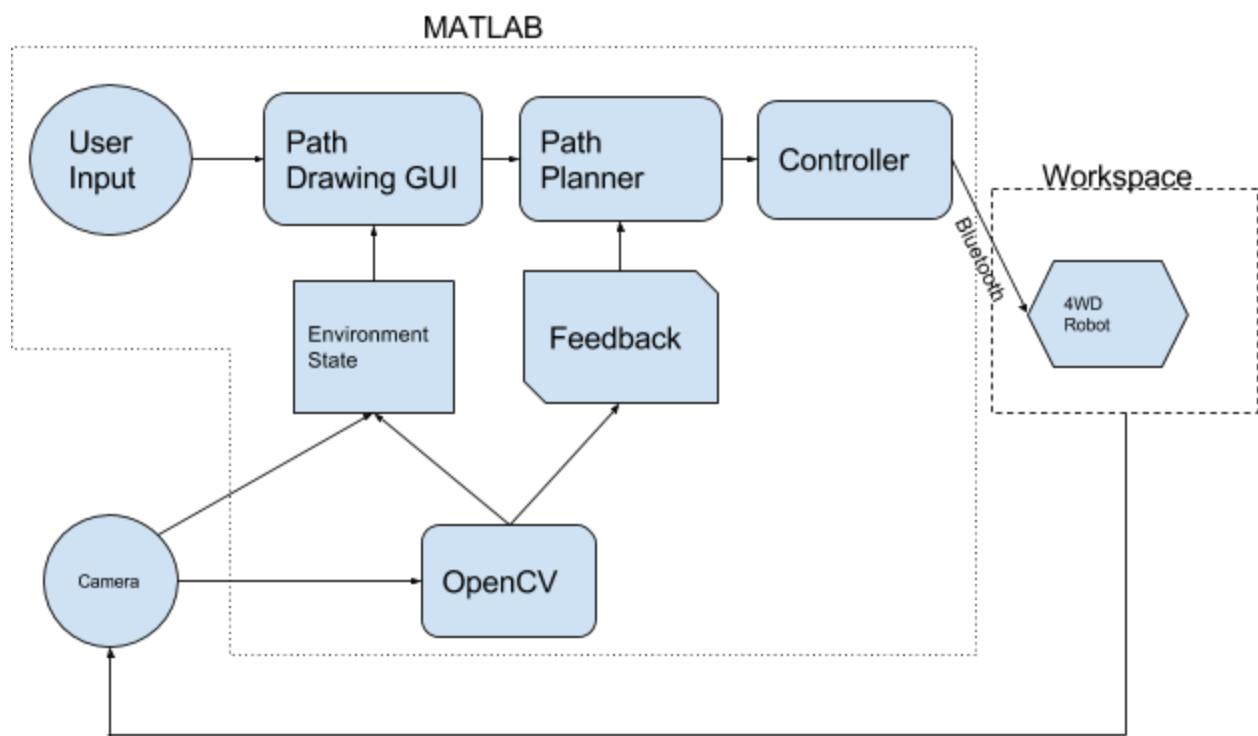 MATLAB
User
Input
Path
Drawing GUI
Path
Planner
Controller
Workspace
Bluetooth
4WD
Robot
Environment
State
Feedback
Camera
OpenCV